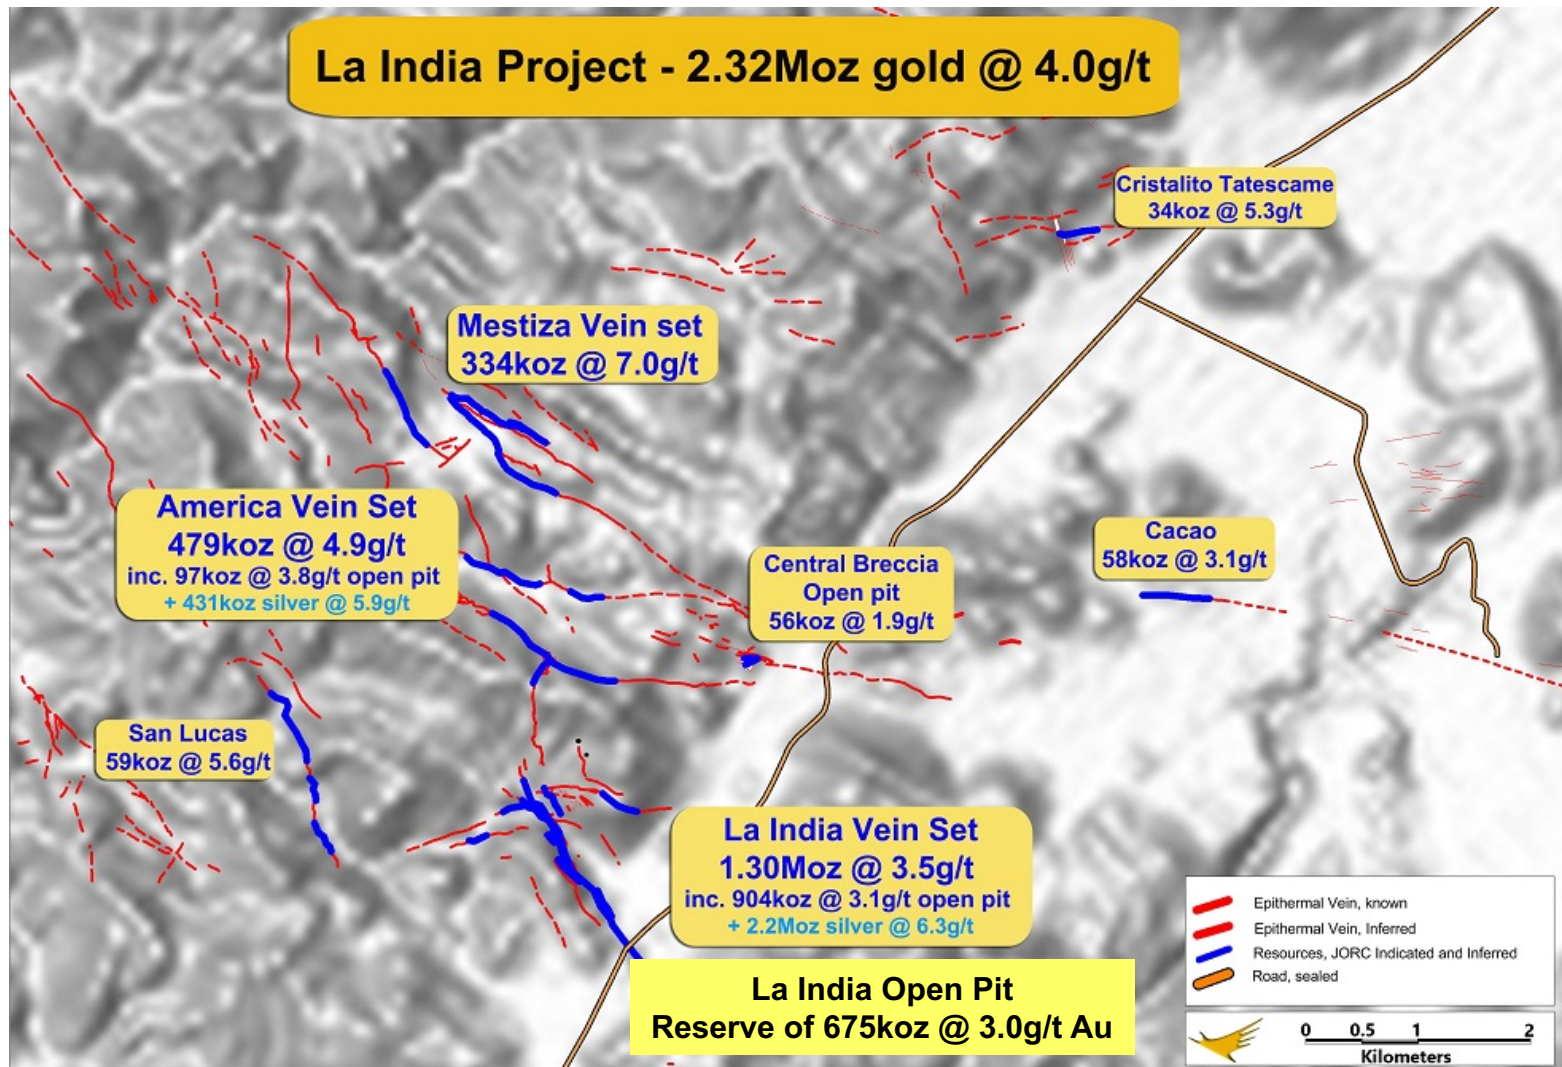 La India Project - 2.32Moz gold @ 4.0g/t
Cristalito Tatescame
34koz @ 5.3g/t
Mestiza Vein set
334koz @ 7.0g/t
America Vein Set
479koz @ 4.9g/t
inc. 97koz @ 3.8g/t open pit
+ 431koz silver @ 5.9g/t
Cacao
58koz @ 3.1g/t
Central Breccia
Open pit
56koz @ 1.9g/t
San Lucas
59koz @ 5.6g/t
La India Vein Set
1.30Moz @ 3.5g/t
inc. 904koz @ 3.1g/t open pit
+ 2.2Moz silver @ 6.3g/t
La India Open Pit
Reserve of 675koz @ 3.0g/t Au
Epithermal Vein, known
Epithermal Vein, Inferred
Resources, JORC Indicated and Inferred
Road, sealed
0 0.5 1 2
Kilometers